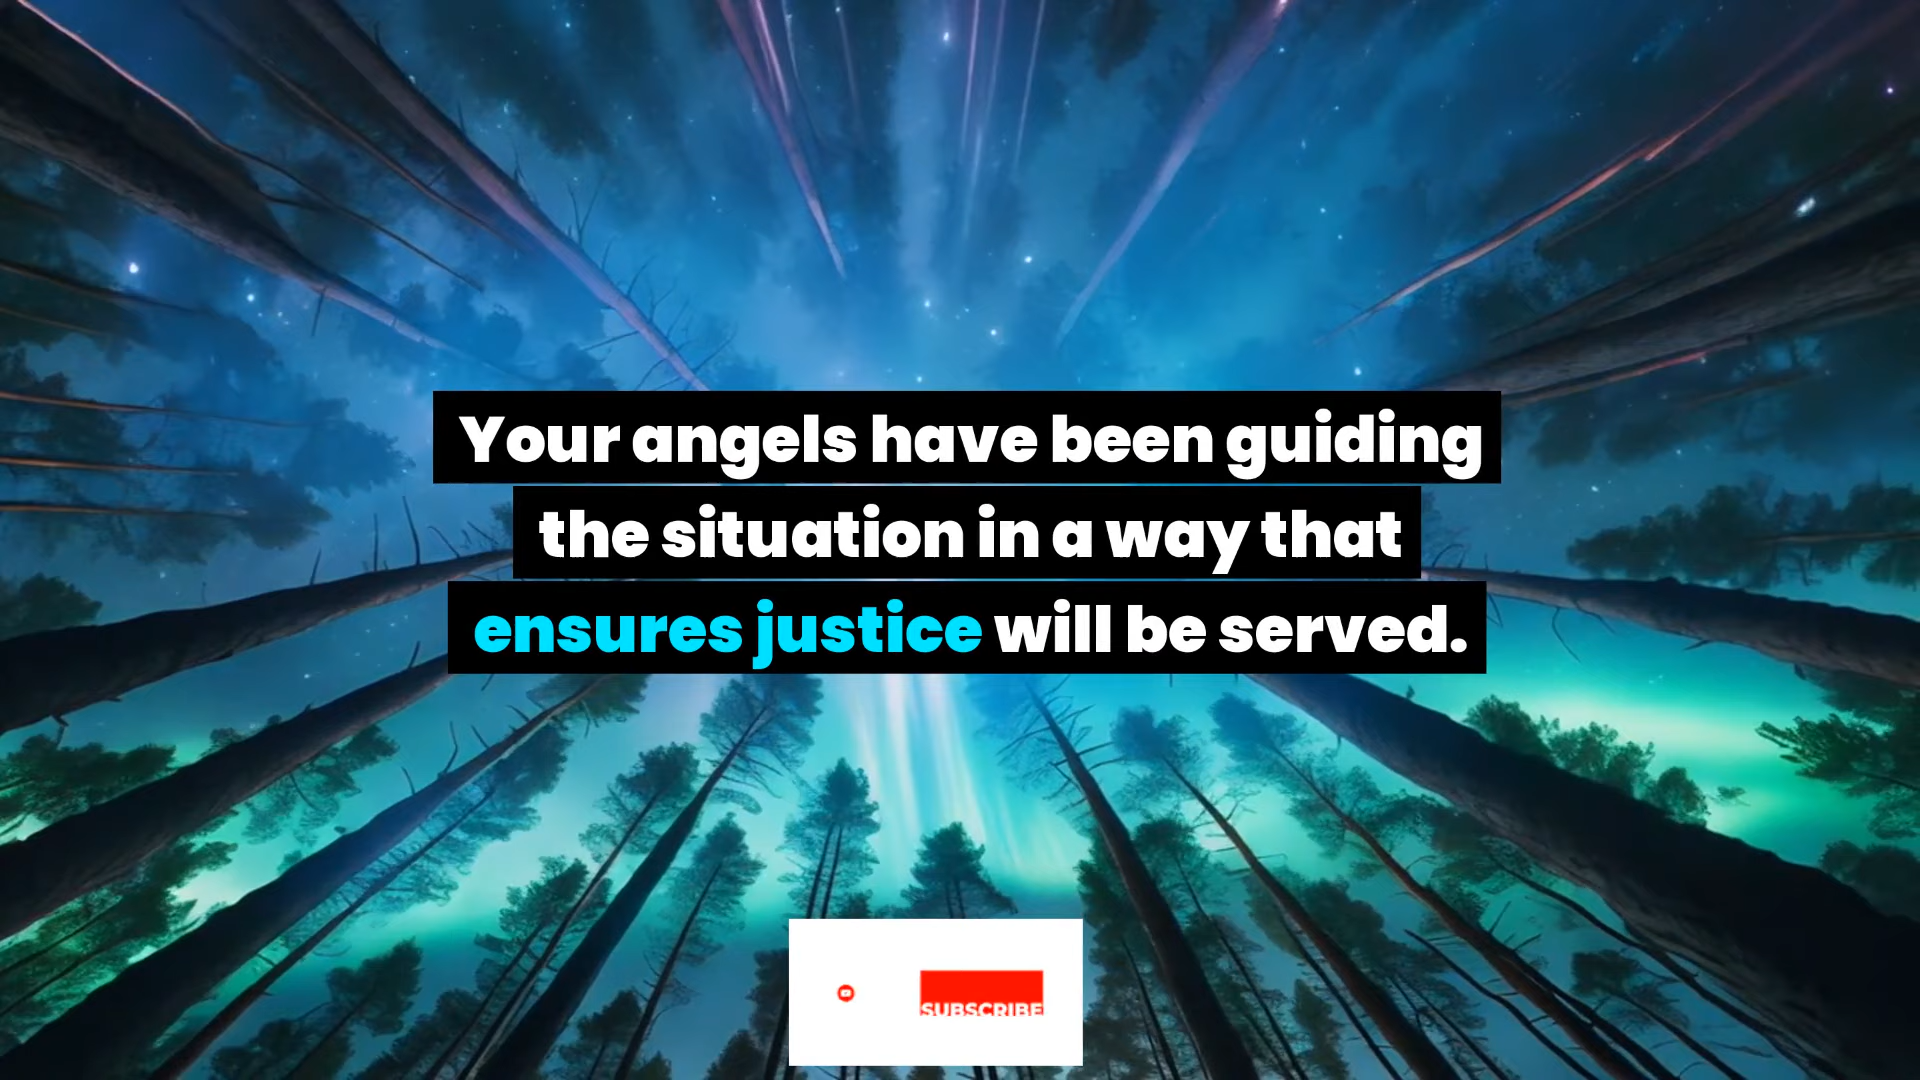 Your angels have been guiding
the situation in a way that
ensures justice will be served.
SUBSCRIBE